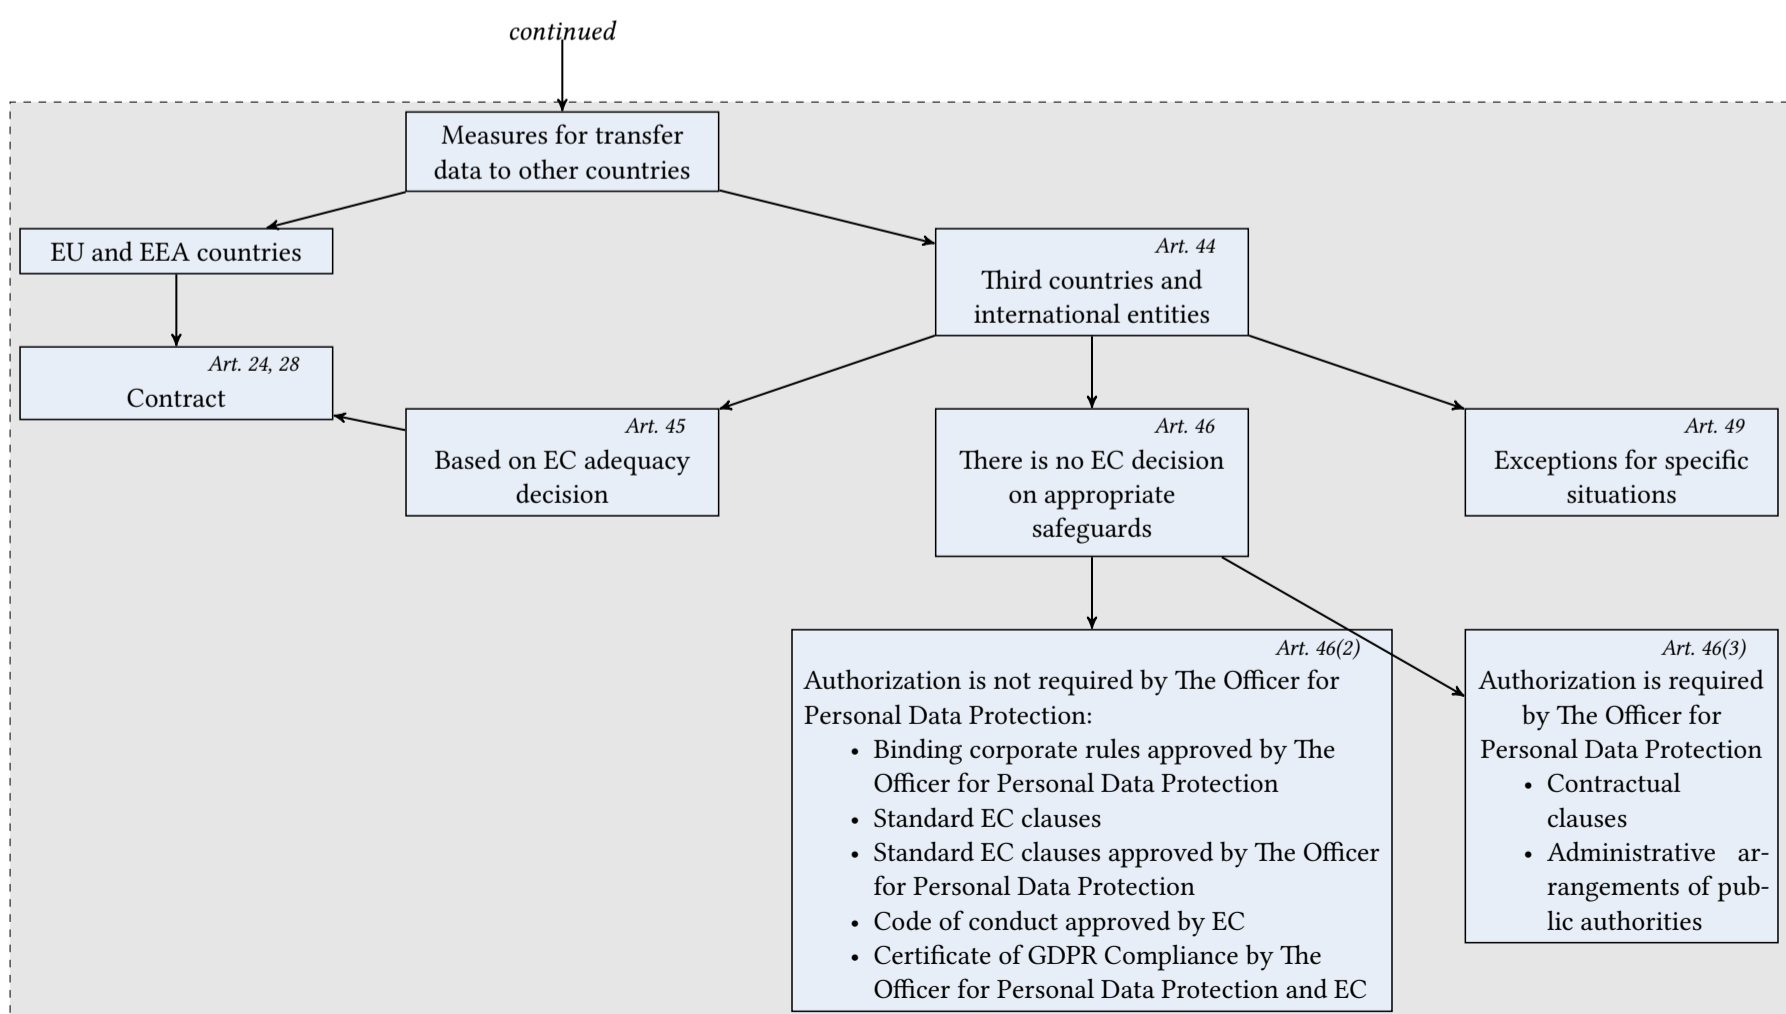 continued
Measures for transfer
data to other countries
EU and EEA countries
Art. 44
Third countries and
international entities
Art. 24, 28
Contract
Art. 45
Based on EC adequacy
decision
Art. 46
There is no EC decision
on appropriate
safeguards
Art. 49
Exceptions for specific
situations
Art. 46(2)
Authorization is not required by The Officer for
Personal Data Protection:
• Binding corporate rules approved by The
Officer for Personal Data Protection
• Standard EC clauses
• Standard EC clauses approved by The Officer
for Personal Data Protection
• Code of conduct approved by EC
• Certificate of GDPR Compliance by The
Officer for Personal Data Protection and EC
Art. 46(3)
Authorization is required
by The Officer for
Personal Data Protection
• Contractual
clauses
• Administrative ar-
rangements of pub-
lic authorities